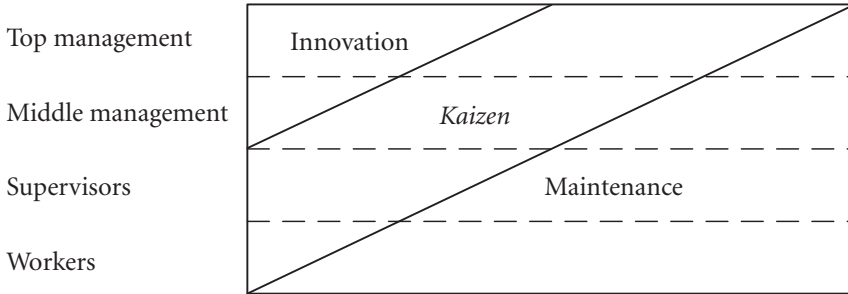 Top management
Innovation
Middle management
Kaizen
Supervisors
Maintenance
Workers